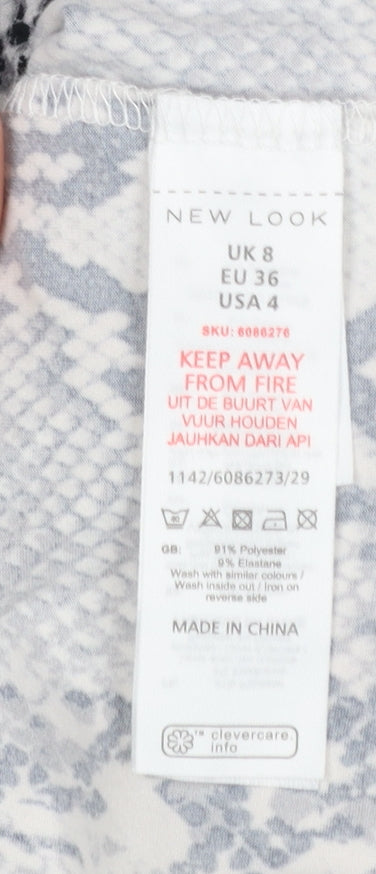 NEW LOOK
UK 8
EU 36
USA 4
SKU: 6086276
KEEP AWAY
FROM FIRE
UIT DE BUURT VAN
VUUR HOUDEN
JAUHKAN DARI API
1142/6086273/29
40
GB: 91% Polyester
9% Elastane
Wash with similar colours /
Wash inside out / Iron on
reverse side
MADE IN CHINA
™ clevercare.
info